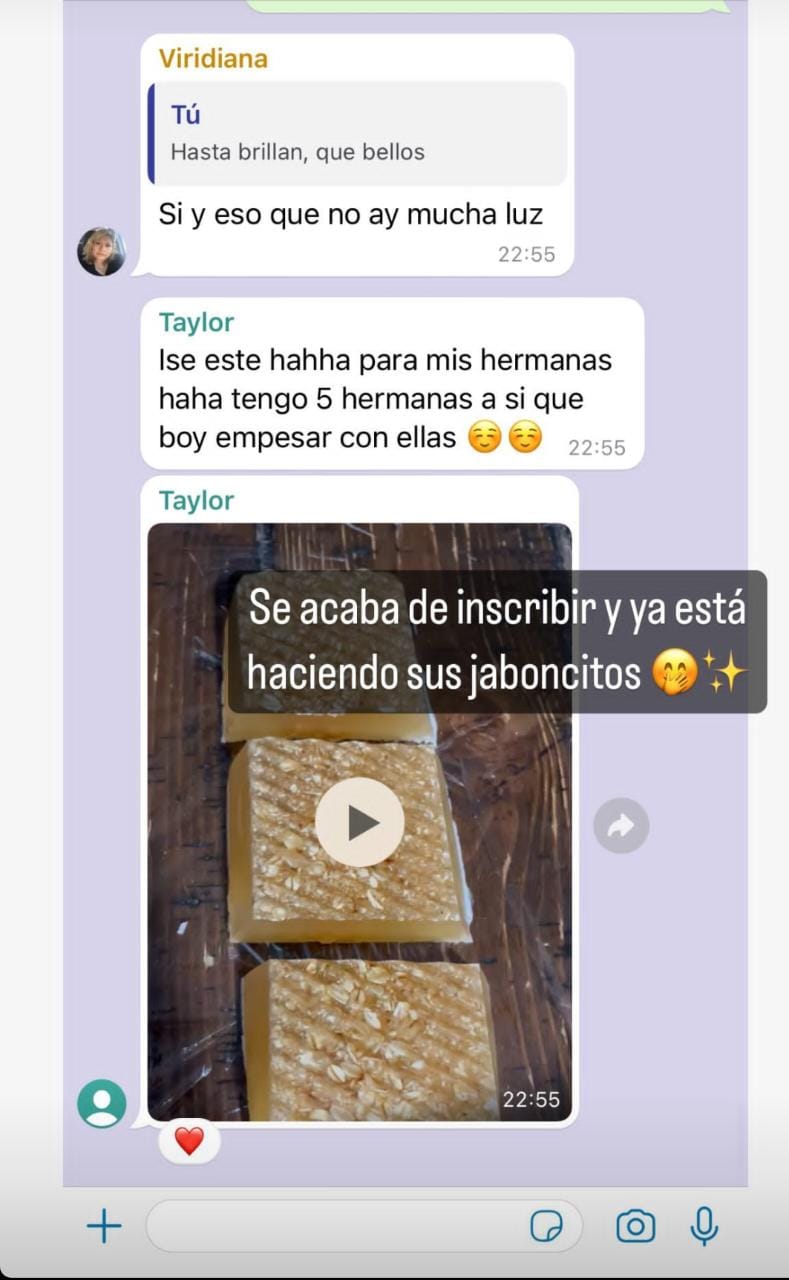 Viridiana
Tú
Hasta brillan, que bellos
Si y eso que no ay mucha luz
22:55
Taylor
Ise este hahha para mis hermanas
haha tengo 5 hermanas a si que
boy empesar con ellas ☺️☺️ 22:55
Taylor
Se acaba de inscribir y ya está
haciendo sus jaboncitos 🤭✨
22:55